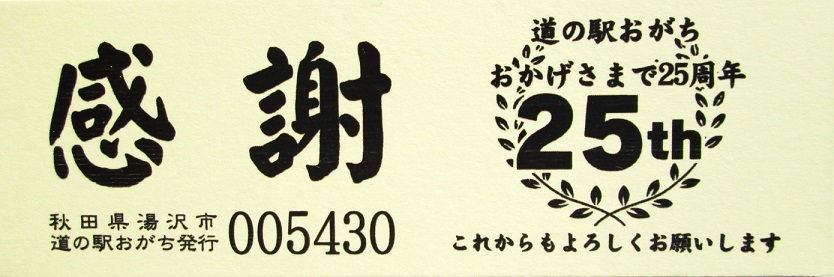 感謝
秋田県湯沢市
道の駅おがち発行 005430
道の駅おがち
おかげさまで25周年
25th
これからもよろしくお願いします